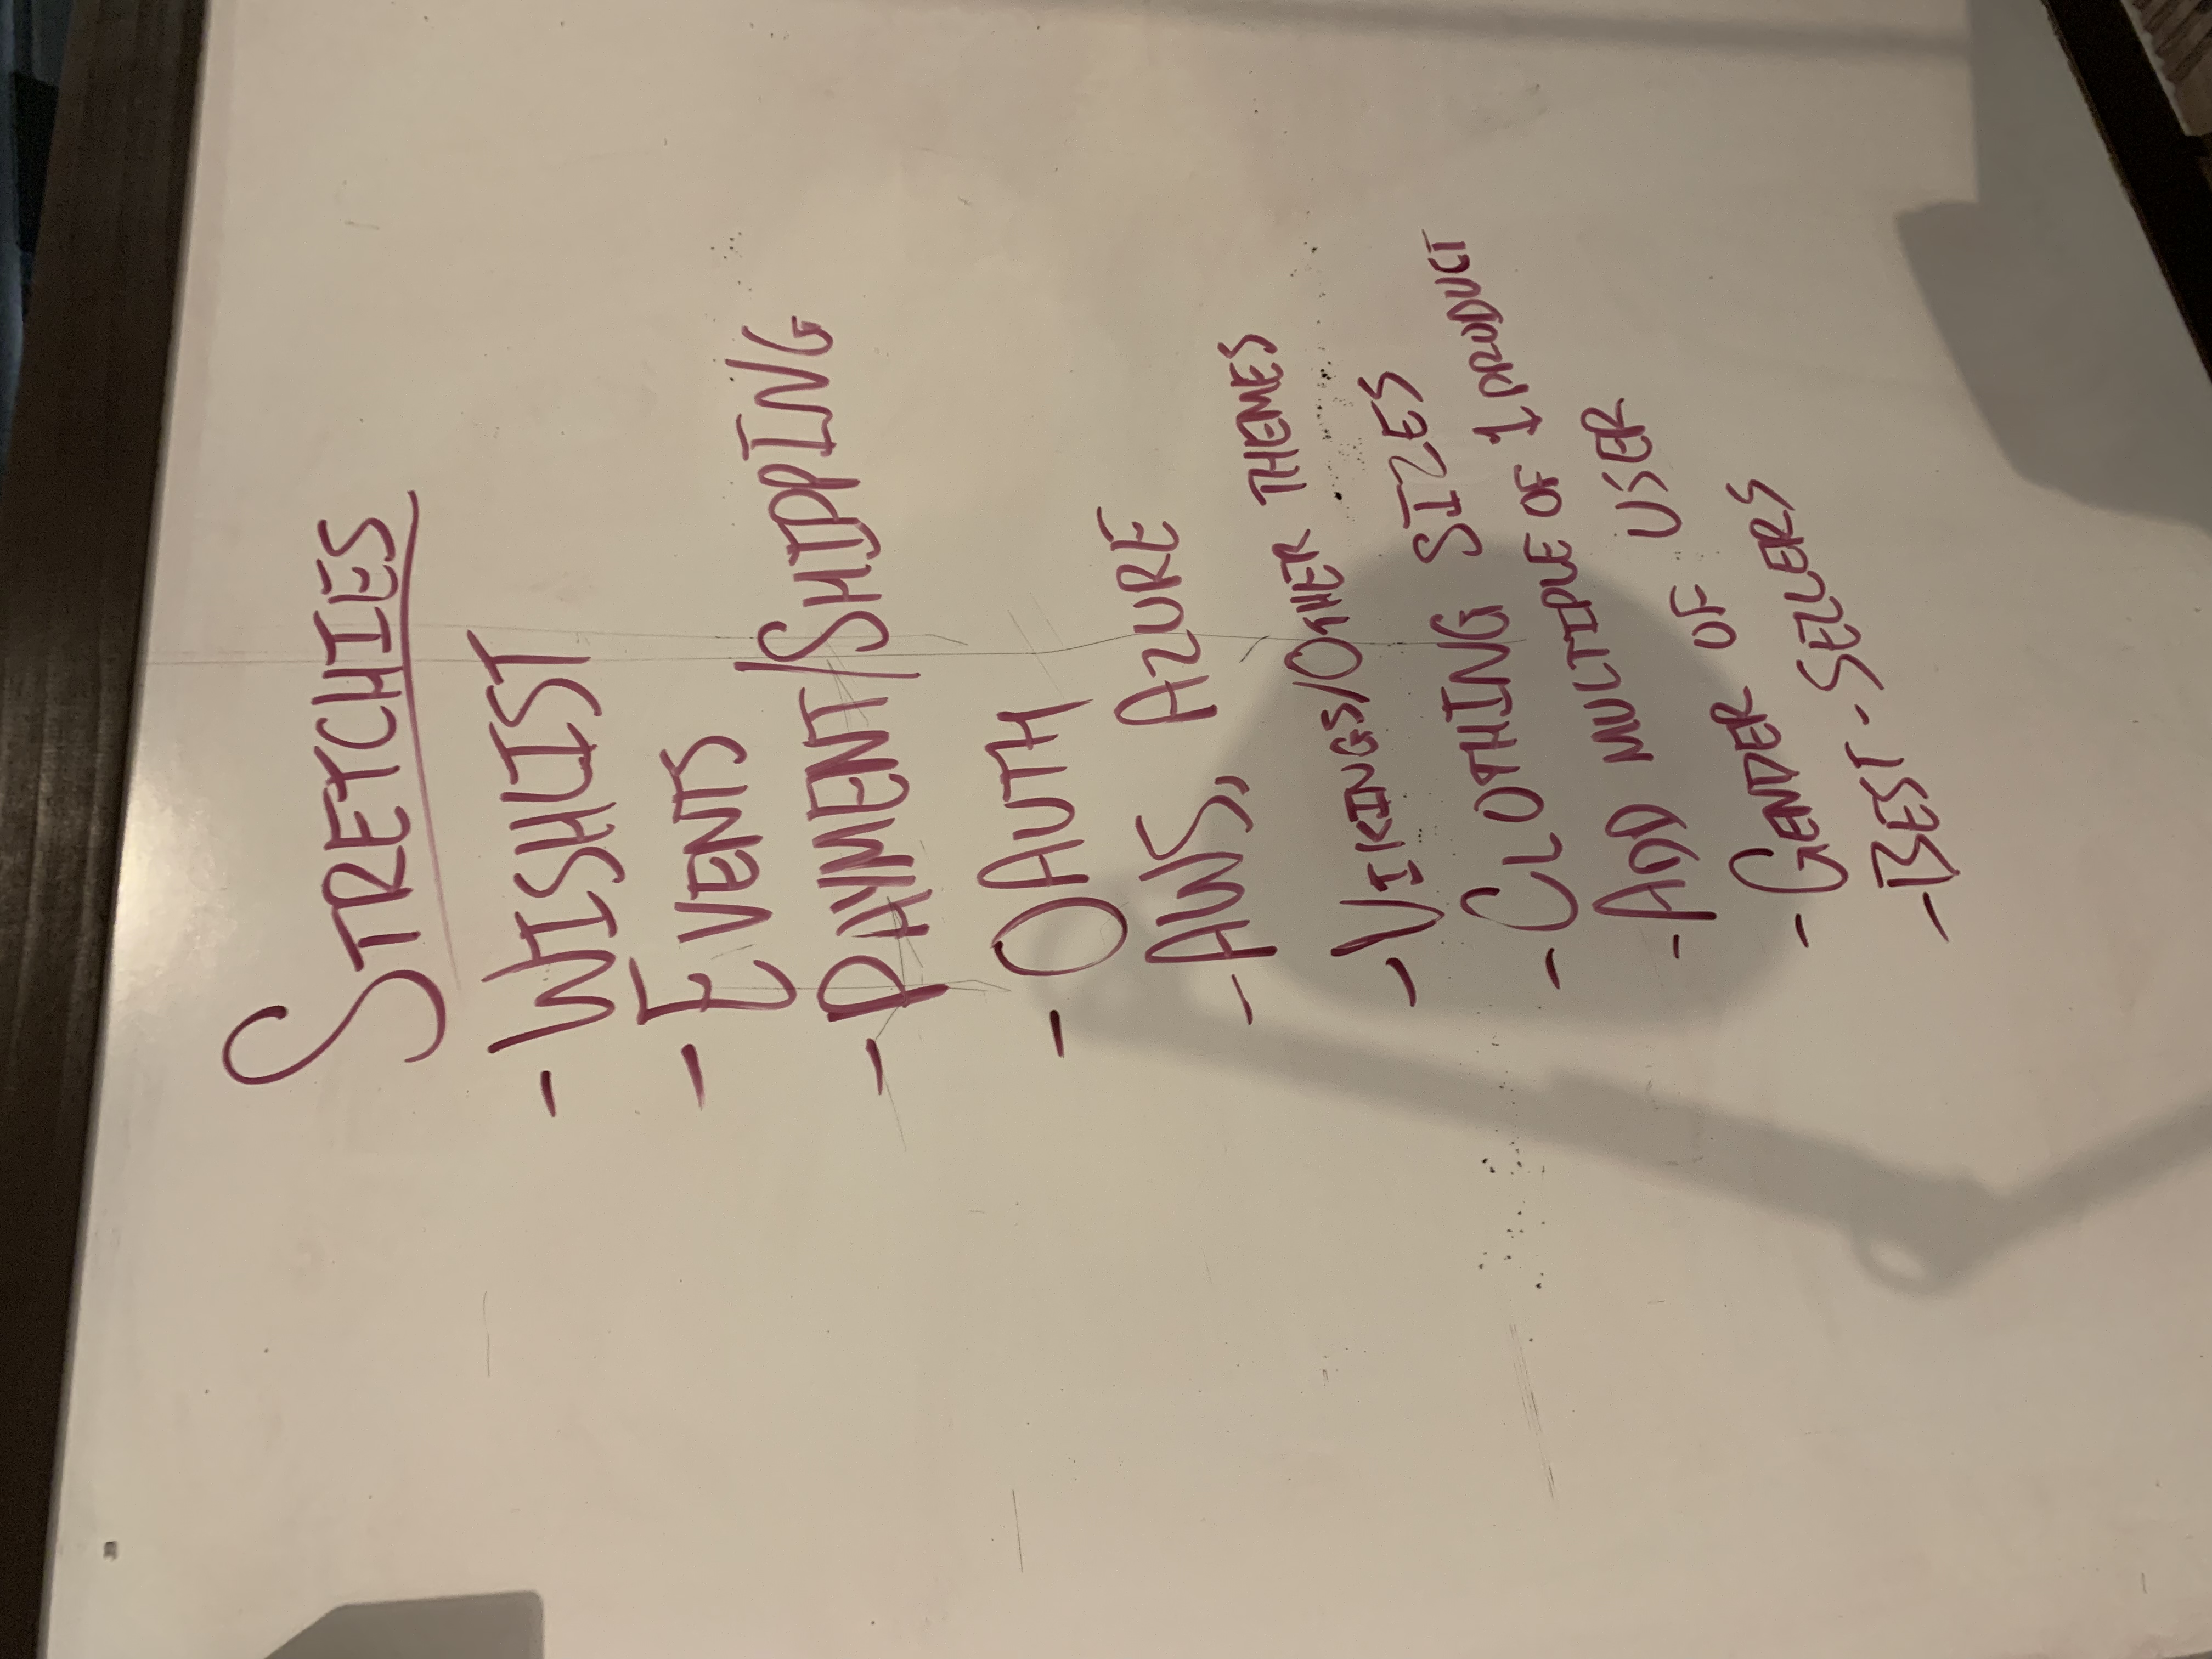 STRETCHIES
- WISHLIST
- EVENTS
- PAYMENT/SHIPPING
- OAUTH
- AWS, AZURE
- VIKINGS/OTHER THEMES
- CLOTHING SIZES
- ADD MULTIPLE OF 1 PRODUCT
- GENDER OF USER
- BEST-SELLERS